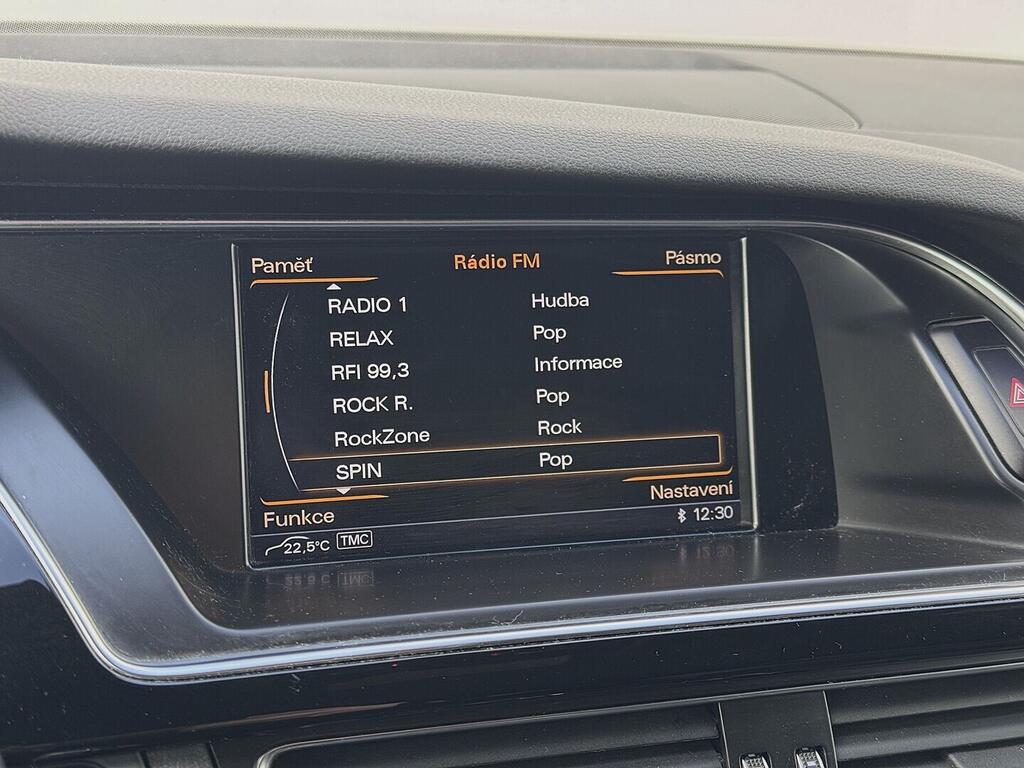 Paměť Rádio FM Pásmo
RADIO 1 Hudba
RELAX Pop
RFI 99,3 Informace
ROCK R. Pop
RockZone Rock
SPIN Pop
Funkce Nastavení
22,5°C TMC 12:30